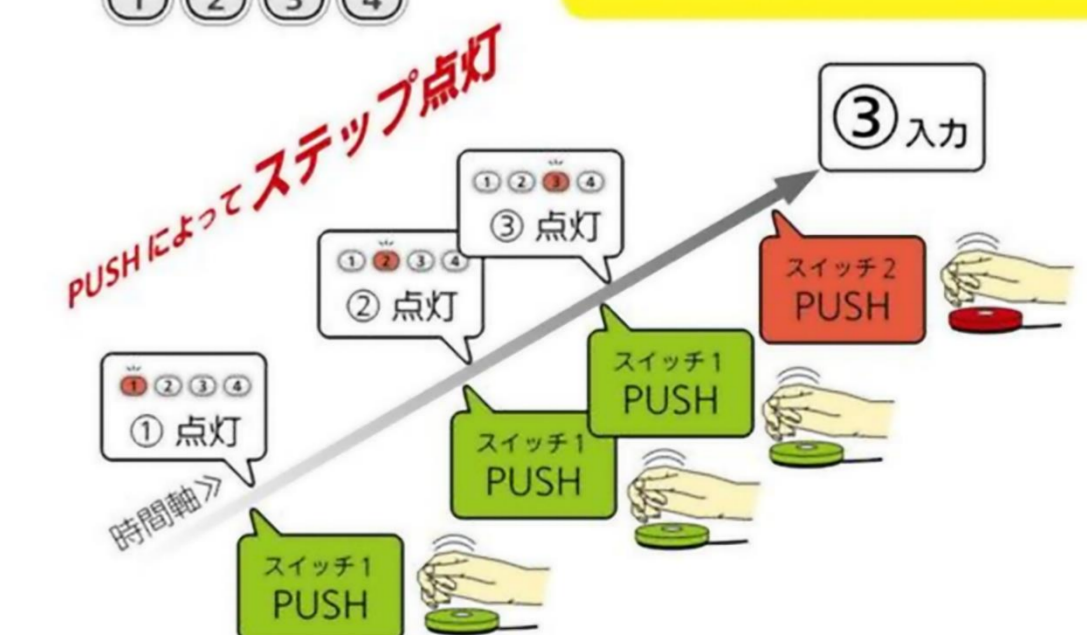 1 2 3 4
PUSHによってステップ点灯
③入力
1 2 3 4
③ 点灯
1 2 3 4
② 点灯
1 2 3 4
① 点灯
時間軸≫
スイッチ2
PUSH
スイッチ1
PUSH
スイッチ1
PUSH
スイッチ1
PUSH